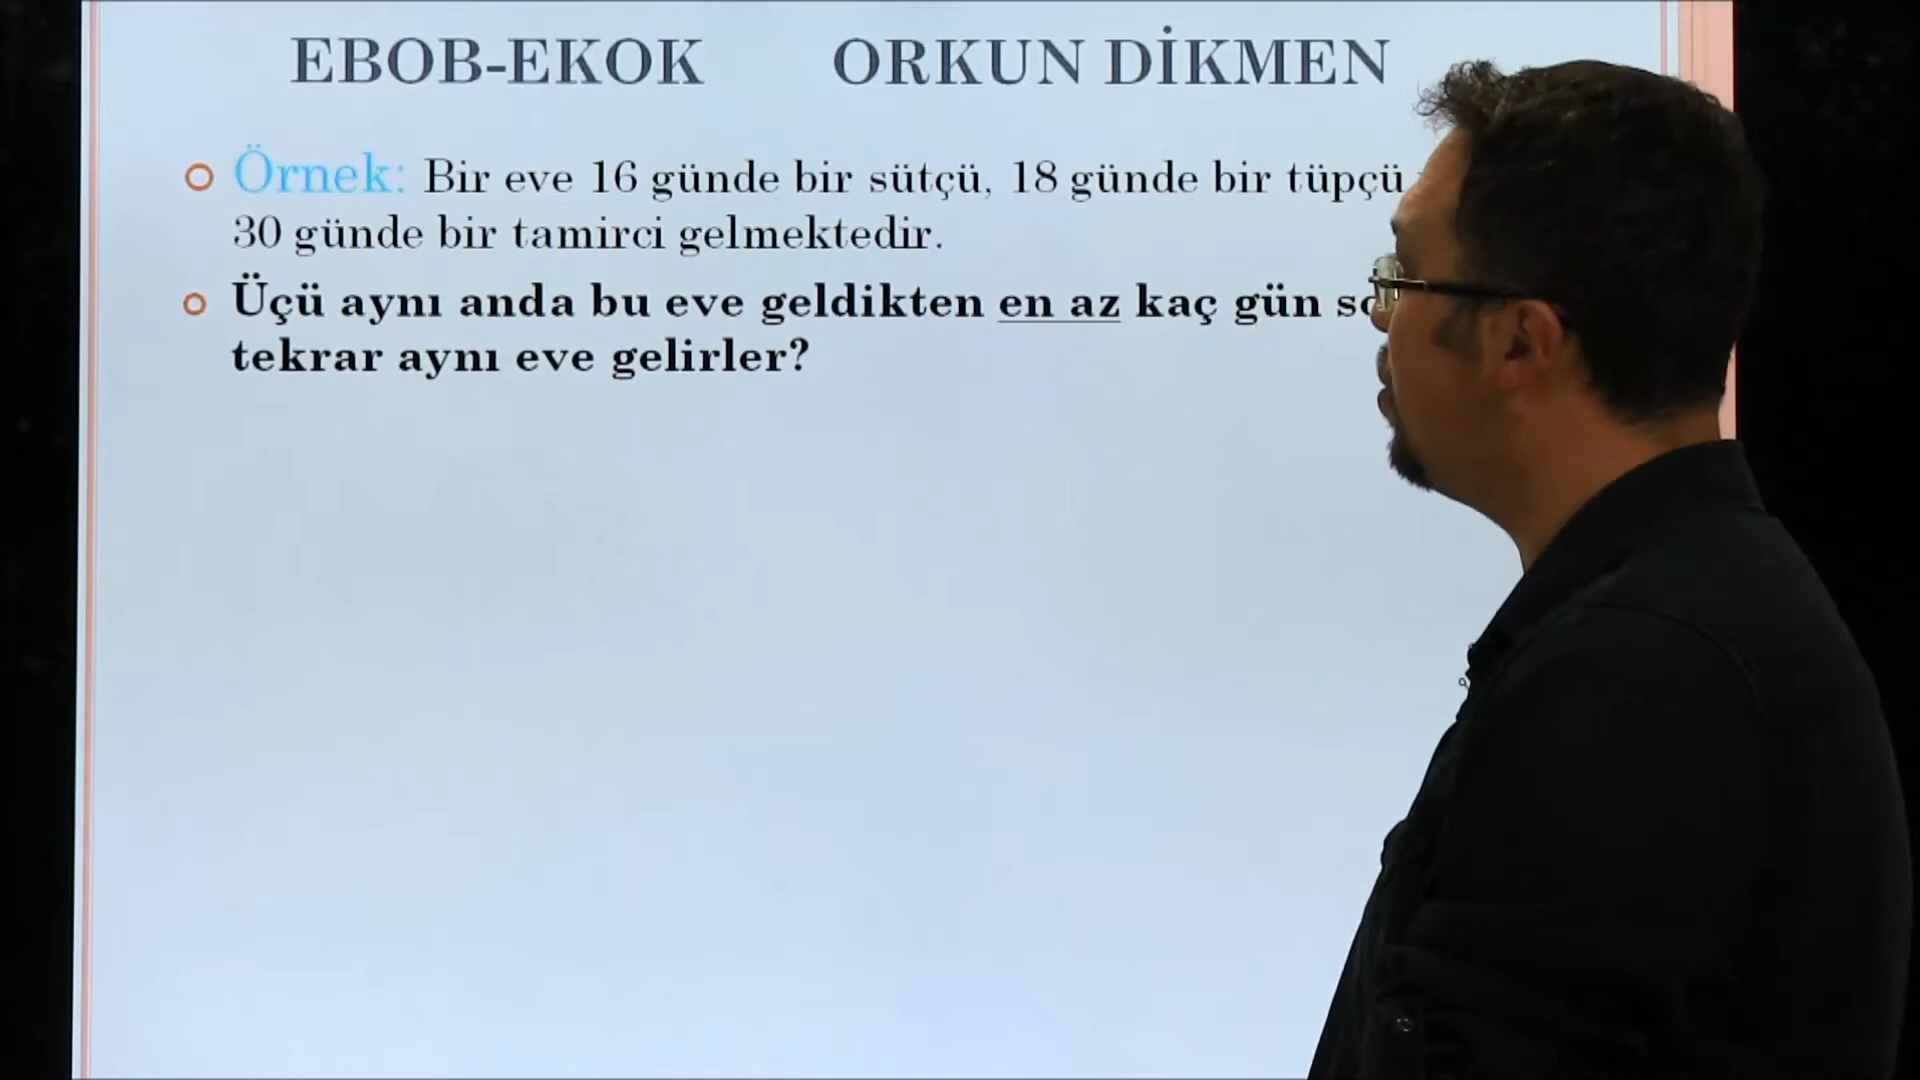 EBOB-EKOK ORKUN DİKMEN
Örnek: Bir eve 16 günde bir sütçü, 18 günde bir tüpçü
30 günde bir tamirci gelmektedir.
Üçü aynı anda bu eve geldikten en az kaç gün
tekrar aynı eve gelirler?